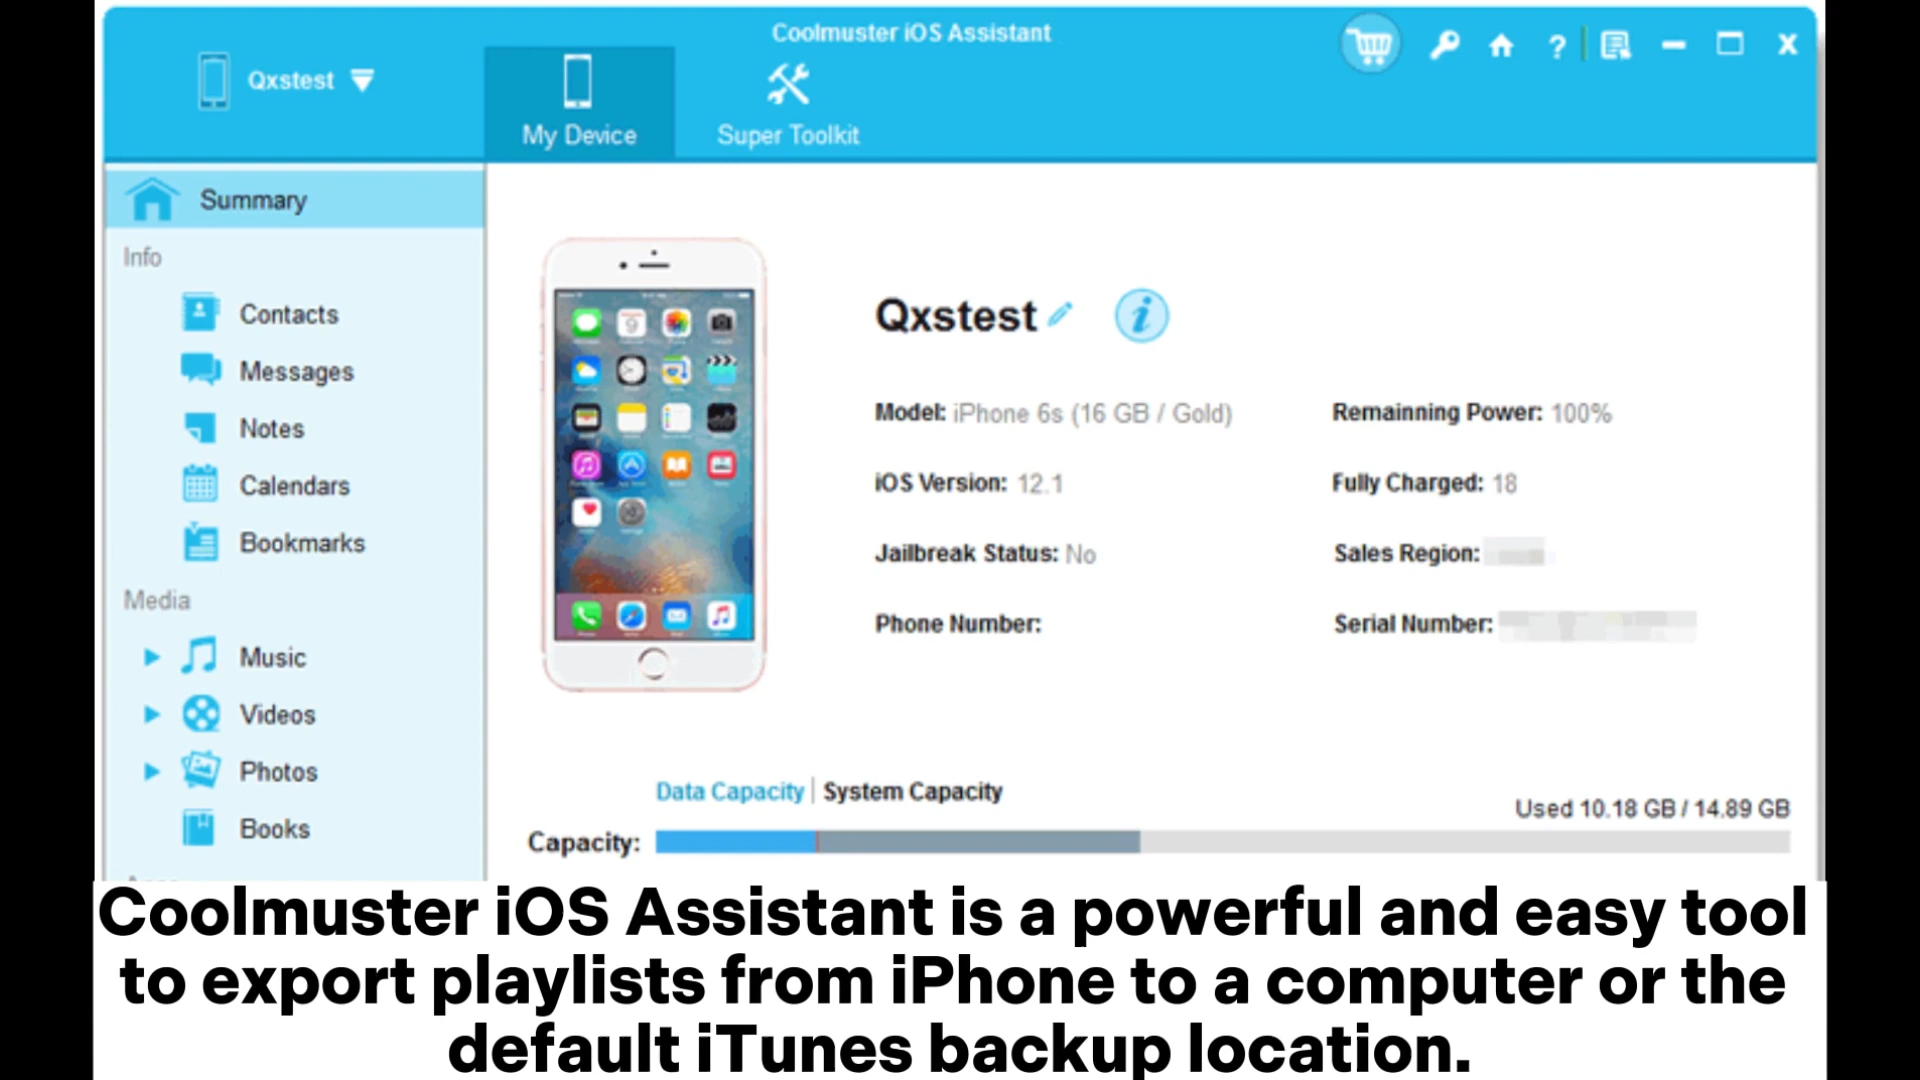 Coolmuster iOS Assistant
Qxstest
My Device
Super Toolkit
Summary
Info
Contacts
Messages
Notes
Calendars
Bookmarks
Media
Music
Videos
Photos
Books
Qxstest
Model: iPhone 6s (16 GB / Gold)
Remainning Power: 100%
iOS Version: 12.1
Fully Charged: 18
Jailbreak Status: No
Sales Region:
Phone Number:
Serial Number:
Data Capacity | System Capacity
Used 10.18 GB / 14.89 GB
Capacity:
Coolmuster iOS Assistant is a powerful and easy tool
to export playlists from iPhone to a computer or the
default iTunes backup location.